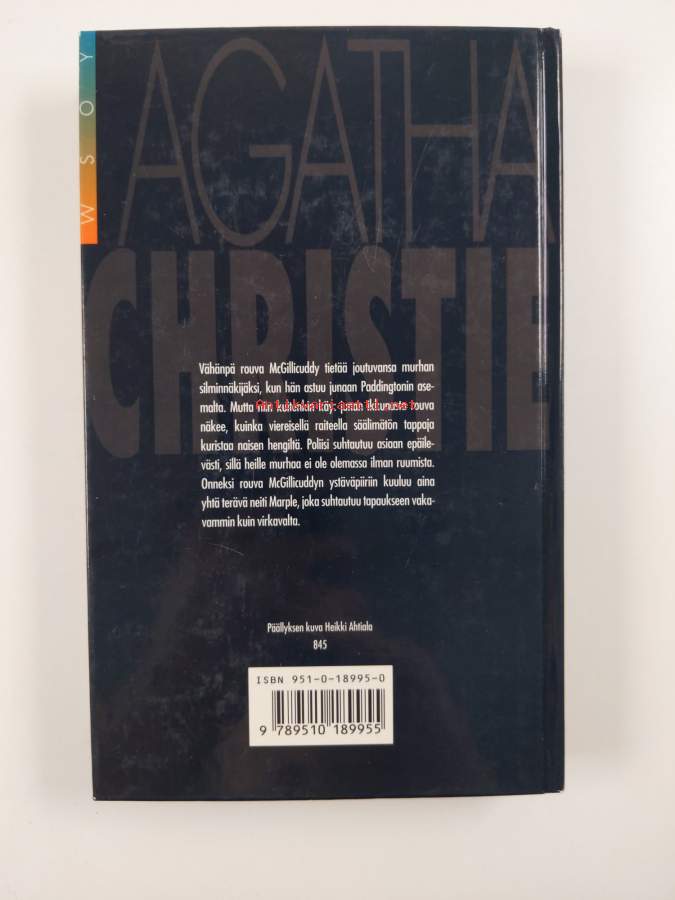 WSOY
AGATHA
CHRISTIE
Vähänpä rouva McGillicuddy tietää joutuvansa murhan
silminnäkijäksi, kun hän astuu junaan Paddingtonin ase-
malta. Mutta niin kuitenkin käy: junan ikkunasta rouva
näkee, kuinka viereisellä raiteella säälimätön tappaja
kuristaa naisen hengiltä. Poliisi suhtautuu asiaan epäile-
västi, sillä heille murhaa ei ole olemassa ilman ruumista.
Onneksi rouva McGillicuddyn ystäväpiiriin kuuluu aina
yhtä terävä neiti Marple, joka suhtautuu tapaukseen vaka-
vammin kuin virkavalta.
Päällyksen kuva Heikki Ahtiala
845
ISBN 951-0-18995-0
9 789510 189955